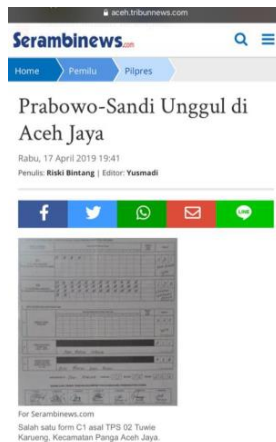 aceh.tribunnews.com
Serambinews.com
Home Pemilu Pilpres
Prabowo-Sandi Unggul di
Aceh Jaya
Rabu, 17 April 2019 19:41
Penulis: Riski Bintang | Editor: Yusmadi
LINE
For Serambinews.com
Salah satu form C1 asal TPS 02 Tuwie
Karueng, Kecamatan Panga Aceh Jaya.